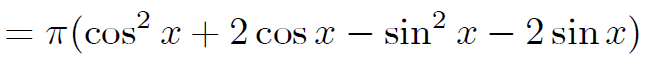 = π(cos² x + 2 cos x − sin² x − 2 sin x)